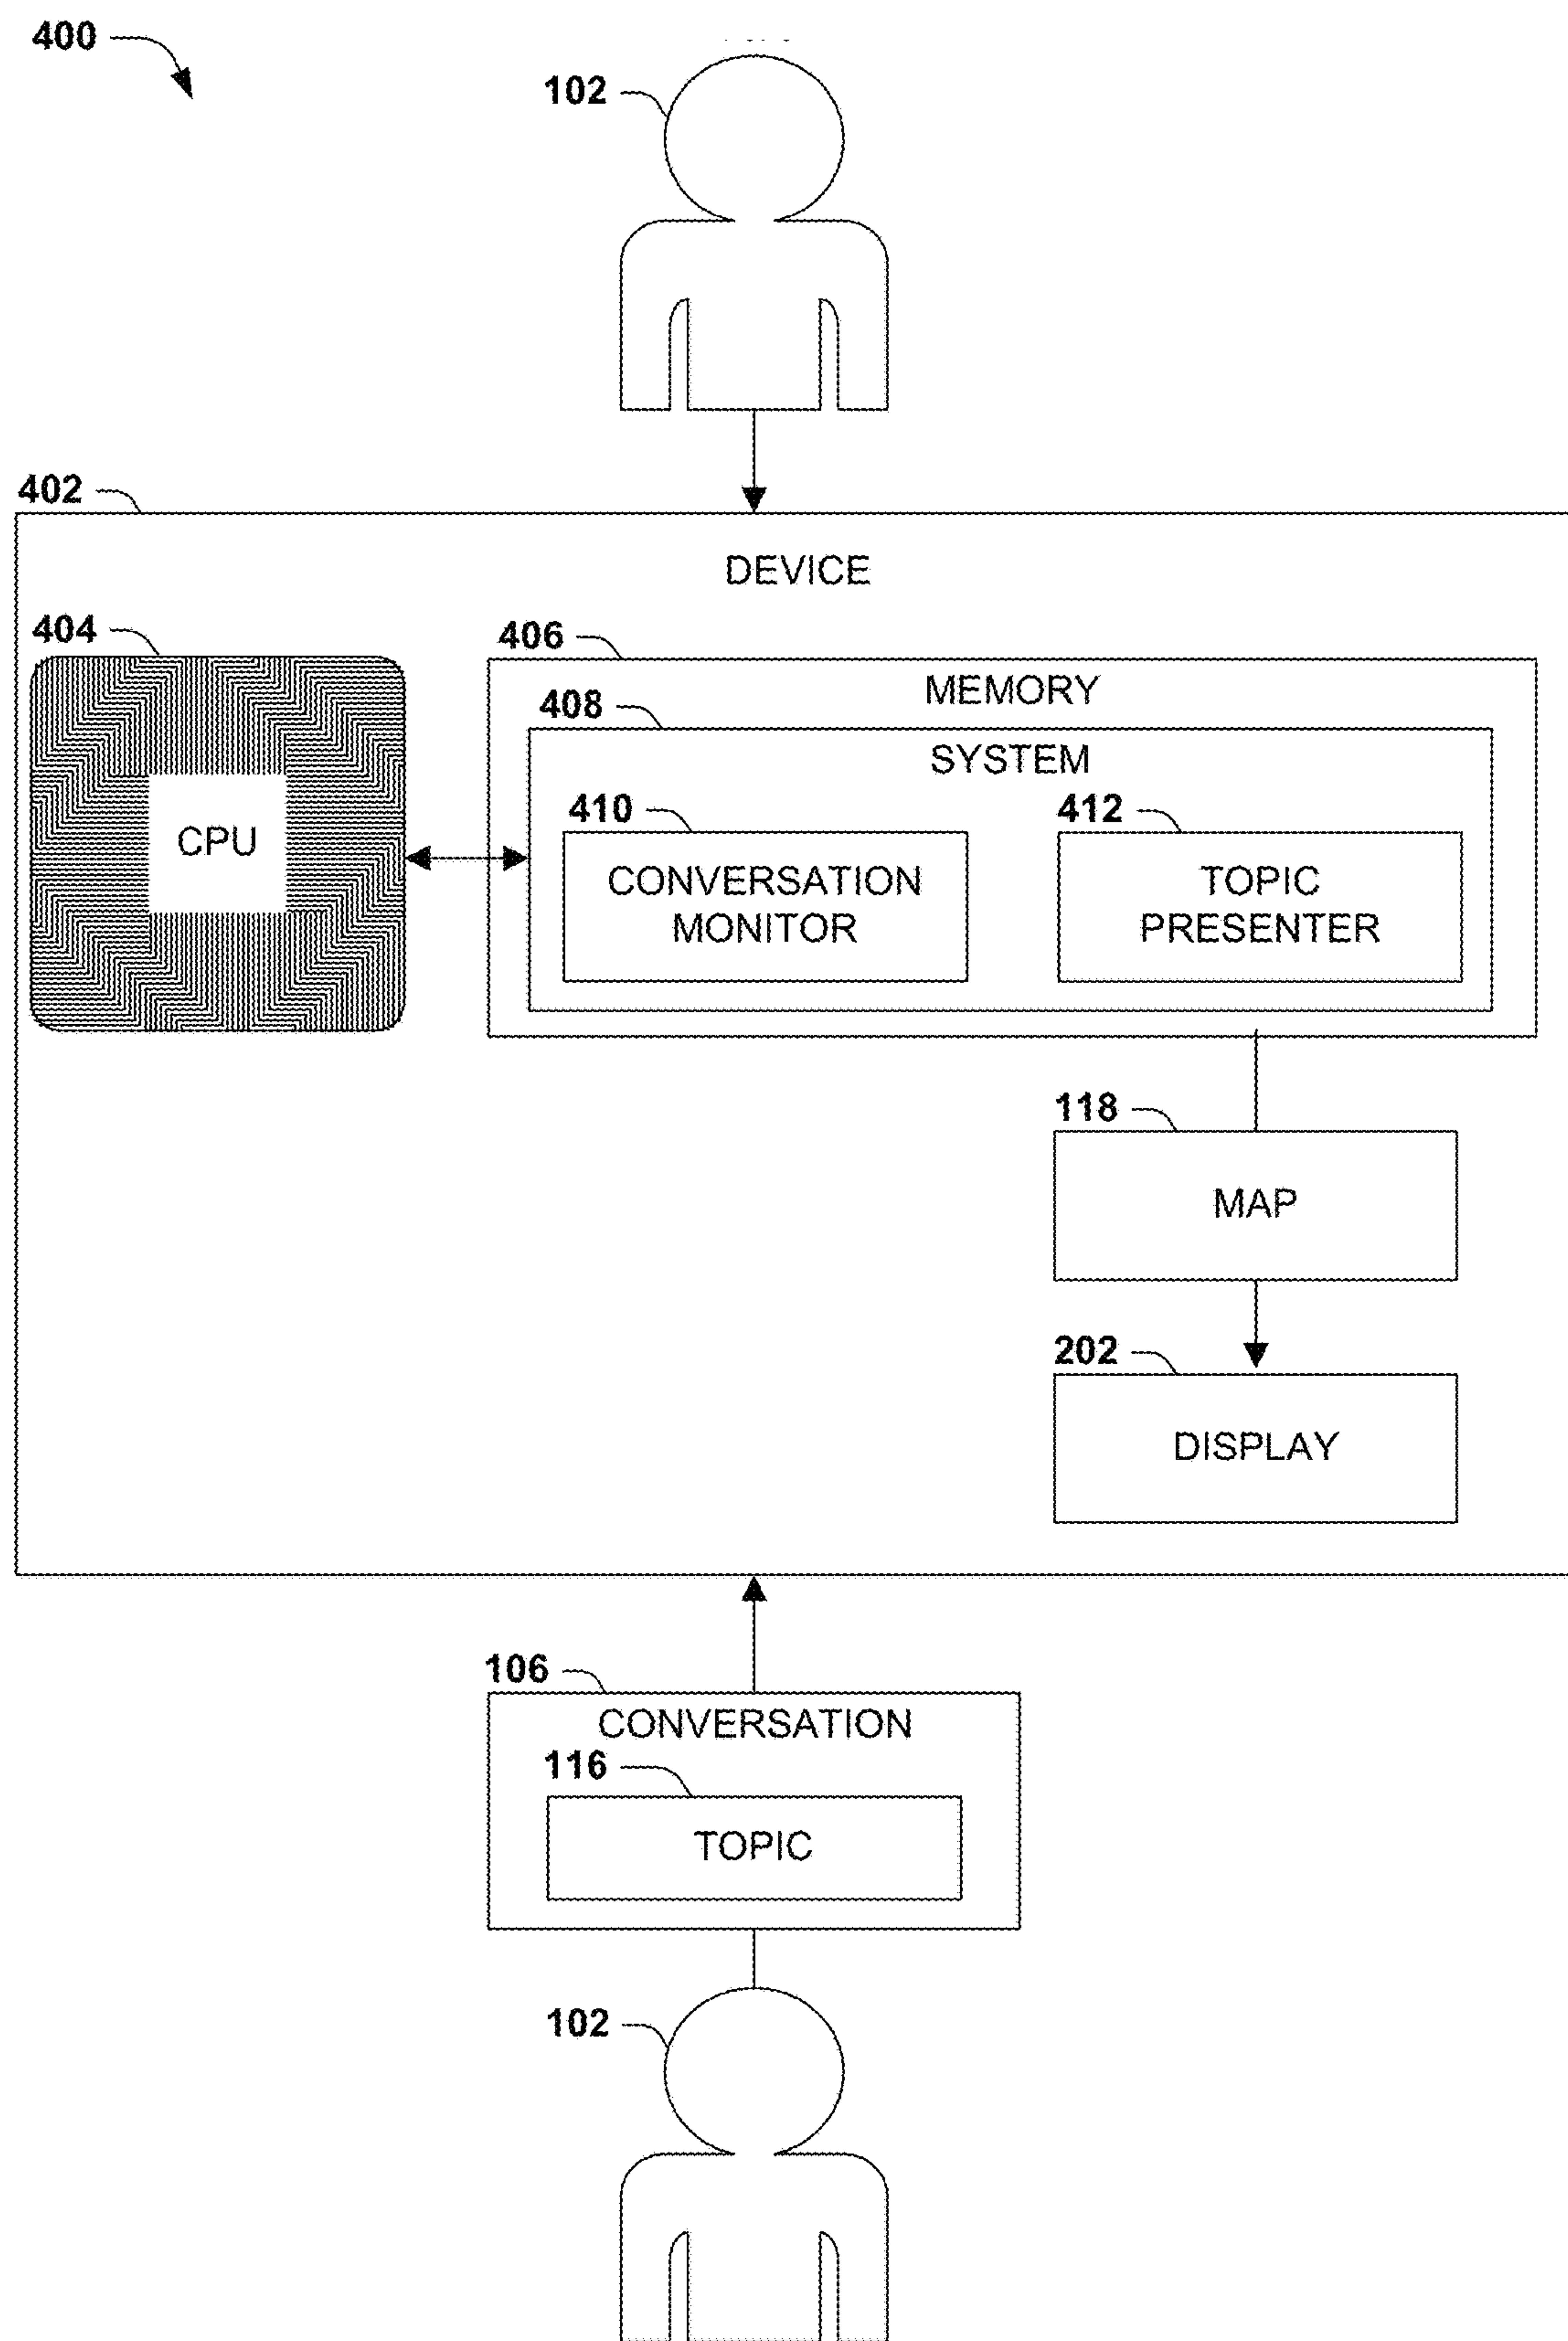 400
102
402
DEVICE
404
406
MEMORY
408
SYSTEM
410
412
CPU
CONVERSATION
MONITOR
TOPIC
PRESENTER
118
MAP
202
DISPLAY
106
CONVERSATION
116
TOPIC
102